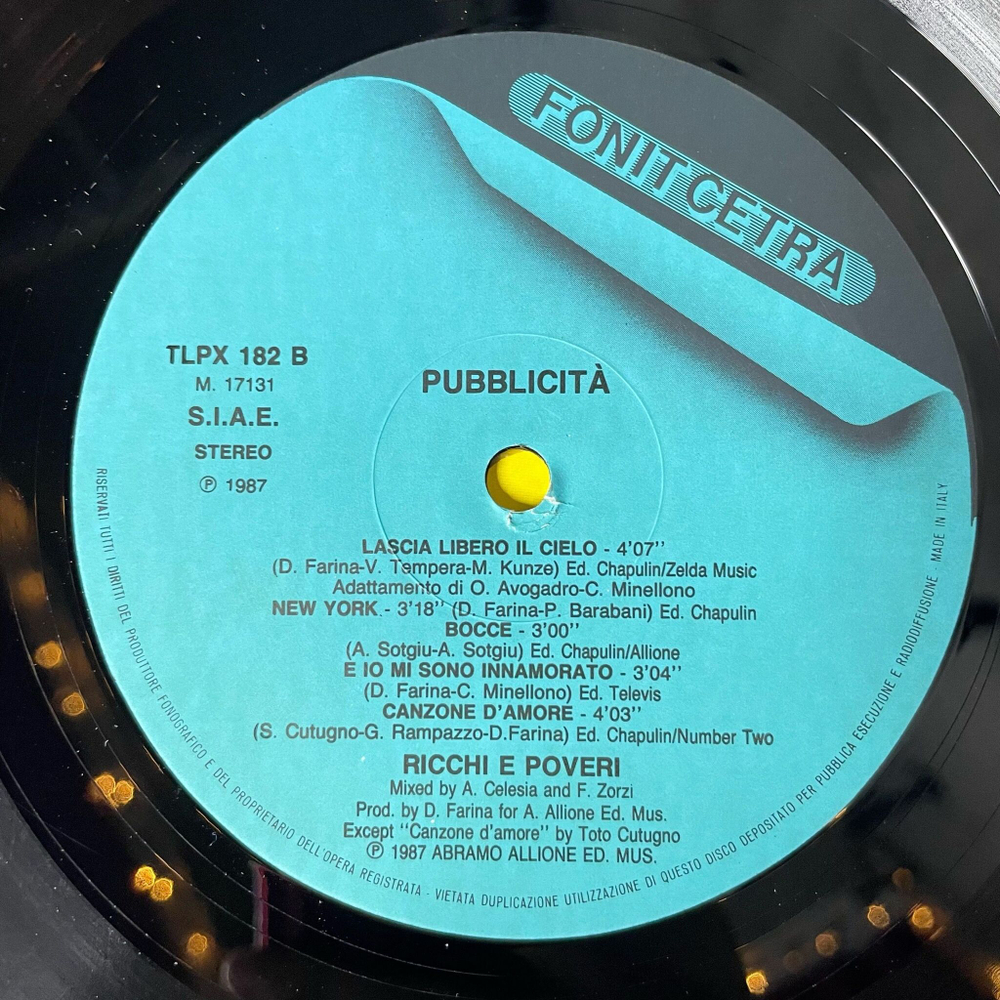 FONIT CETRA
TLPX 182 B
M. 17131
S.I.A.E.
STEREO
Ⓟ 1987
PUBBLICITÀ
LASCIA LIBERO IL CIELO - 4'07''
(D. Farina-V. Tempera-M. Kunze) Ed. Chapulin/Zelda Music
Adattamento di O. Avogadro-C. Minellono
NEW YORK - 3'18'' (D. Farina-P. Barabani) Ed. Chapulin
BOCCE - 3'00''
(A. Sotgiu-A. Sotgiu) Ed. Chapulin/Allione
E IO MI SONO INNAMORATO - 3'04''
(D. Farina-C. Minellono) Ed. Televis
CANZONE D'AMORE - 4'03''
(S. Cutugno-G. Rampazzo-D.Farina) Ed. Chapulin/Number Two
RICCHI E POVERI
Mixed by A. Celesia and F. Zorzi
Prod. by D. Farina for A. Allione Ed. Mus.
Except "Canzone d'amore" by Toto Cutugno
Ⓟ 1987 ABRAMO ALLIONE ED. MUS.
RISERVATI TUTTI I DIRITTI DEL PRODUTTORE FONOGRAFICO E DEL PROPRIETARIO DELL'OPERA REGISTRATA - VIETATA DUPLICAZIONE UTILIZZAZIONE DI QUESTO DISCO DEPOSITATO PER PUBBLICA ESECUZIONE E RADIODIFFUSIONE MADE IN ITALY